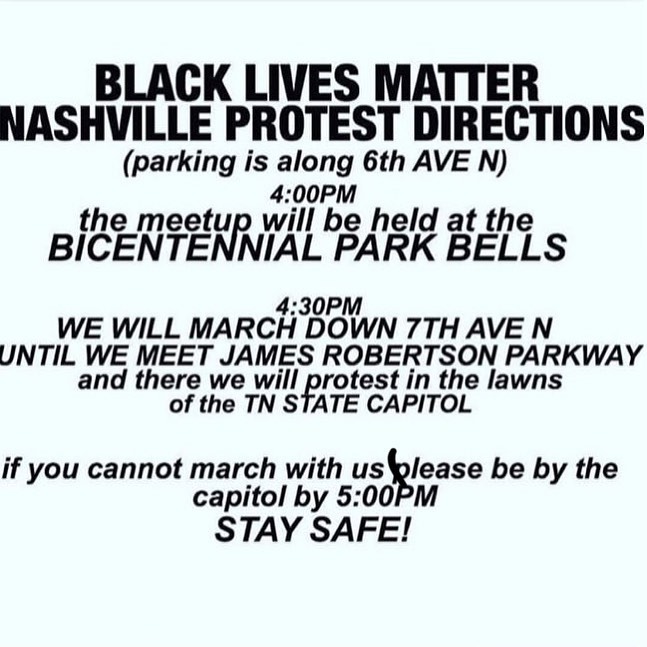 BLACK LIVES MATTER
NASHVILLE PROTEST DIRECTIONS
(parking is along 6th AVE N)
4:00PM
the meetup will be held at the
BICENTENNIAL PARK BELLS
4:30PM
WE WILL MARCH DOWN 7TH AVE N
UNTIL WE MEET JAMES ROBERTSON PARKWAY
and there we will protest in the lawns
of the TN STATE CAPITOL
if you cannot march with us please be by the
capitol by 5:00PM
STAY SAFE!